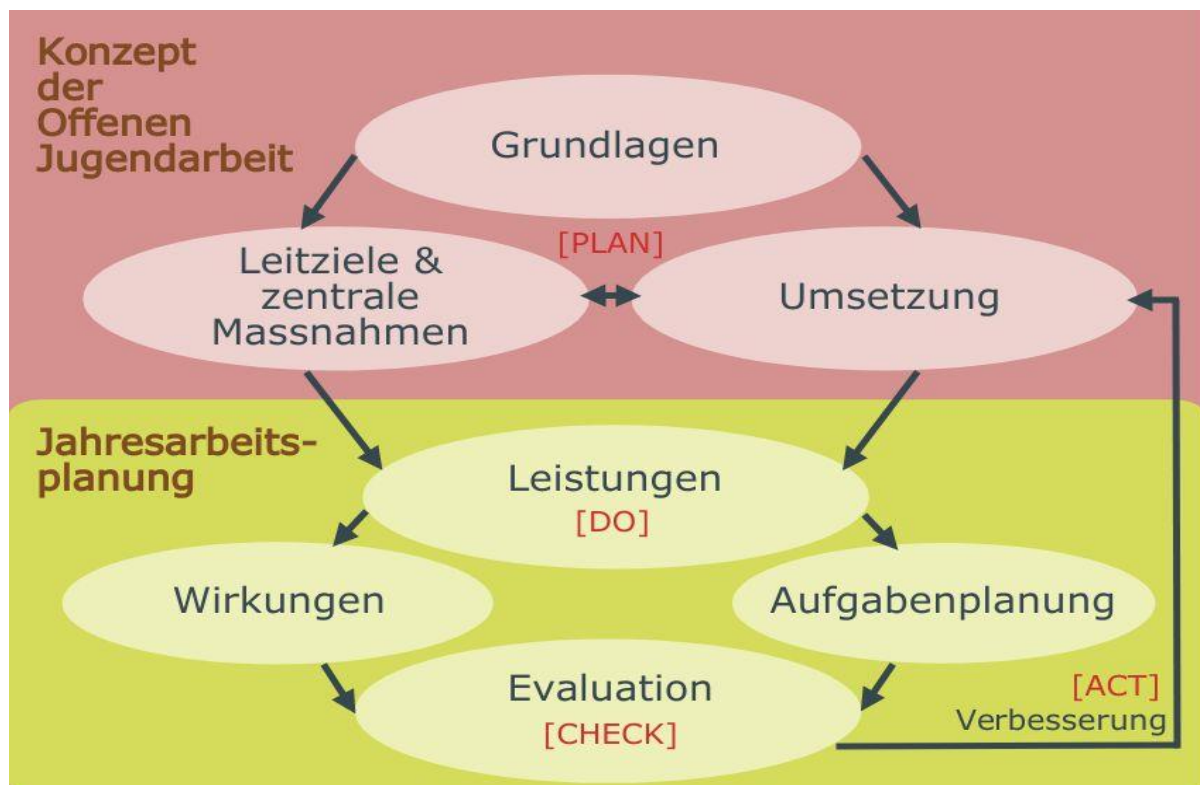 Konzept
der
Offenen
Jugendarbeit
Grundlagen
[PLAN]
Leitziele &
zentrale
Massnahmen
Umsetzung
Jahresarbeits-
planung
Leistungen
[DO]
Wirkungen
Aufgabenplanung
Evaluation
[CHECK]
[ACT]
Verbesserung